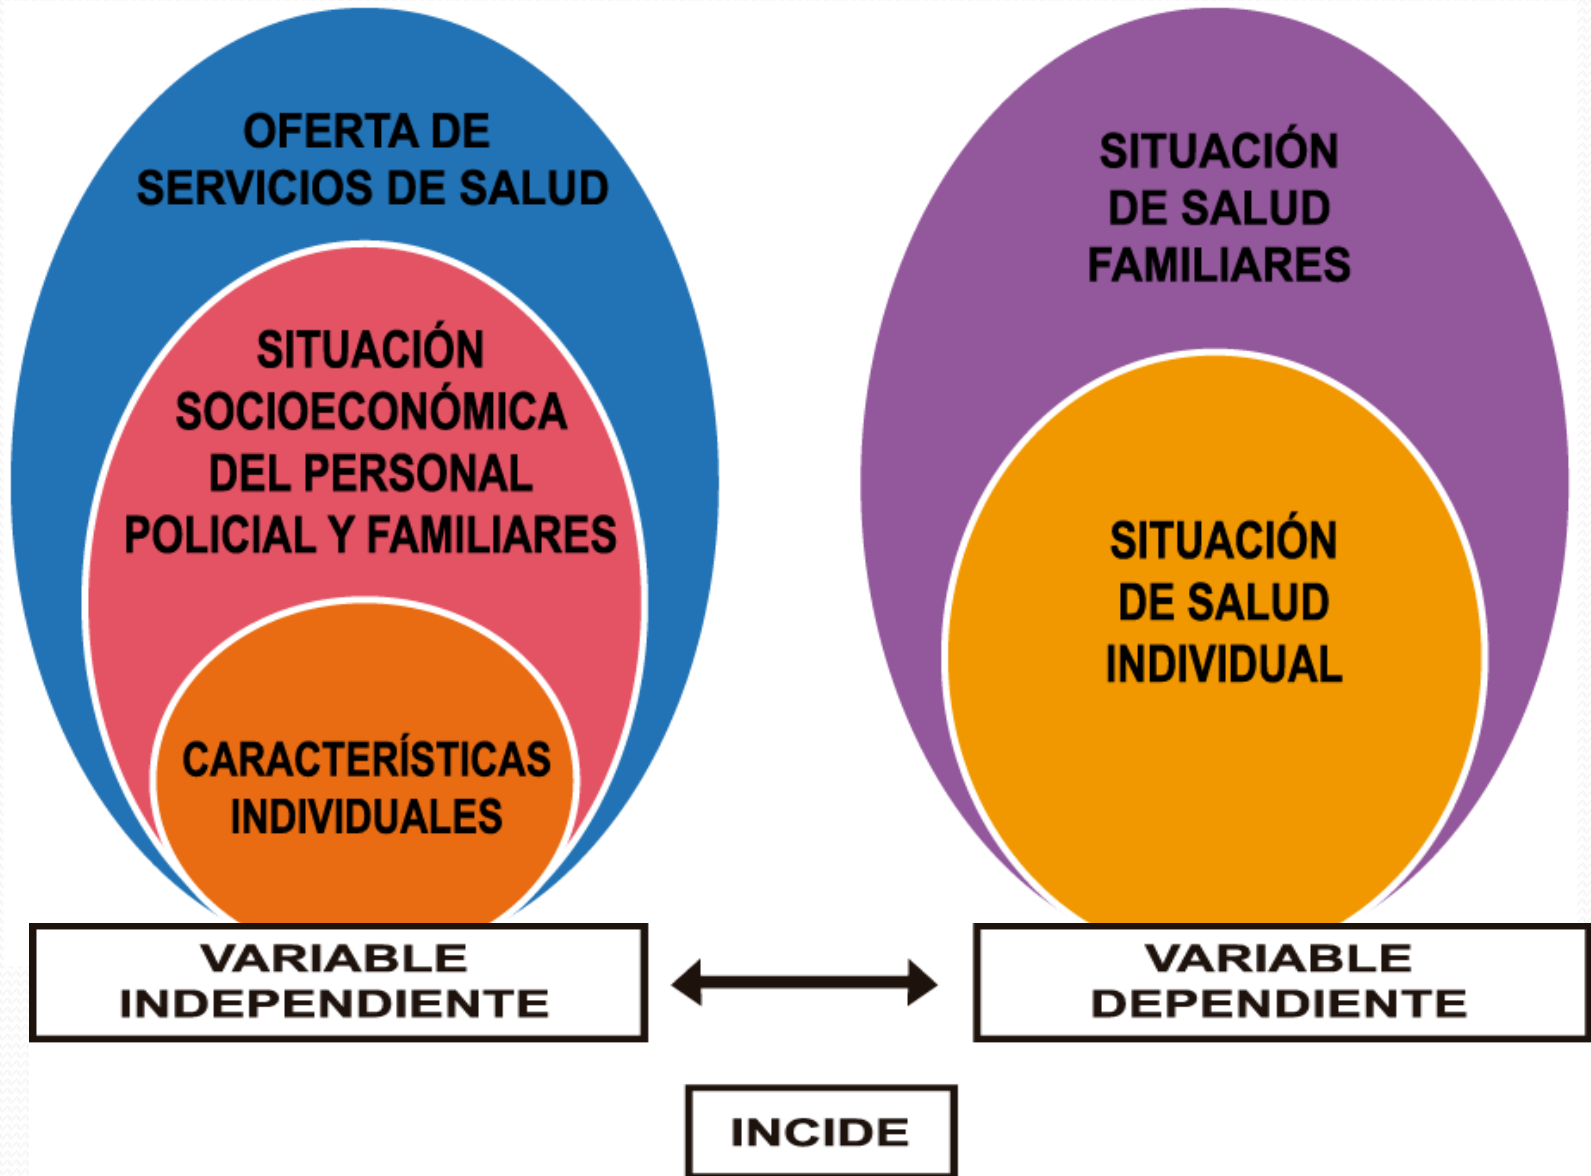 OFERTA DE
SERVICIOS DE SALUD
SITUACIÓN
SOCIOECONÓMICA
DEL PERSONAL
POLICIAL Y FAMILIARES
CARACTERÍSTICAS
INDIVIDUALES
VARIABLE
INDEPENDIENTE
SITUACIÓN
DE SALUD
FAMILIARES
SITUACIÓN
DE SALUD
INDIVIDUAL
VARIABLE
DEPENDIENTE
INCIDE